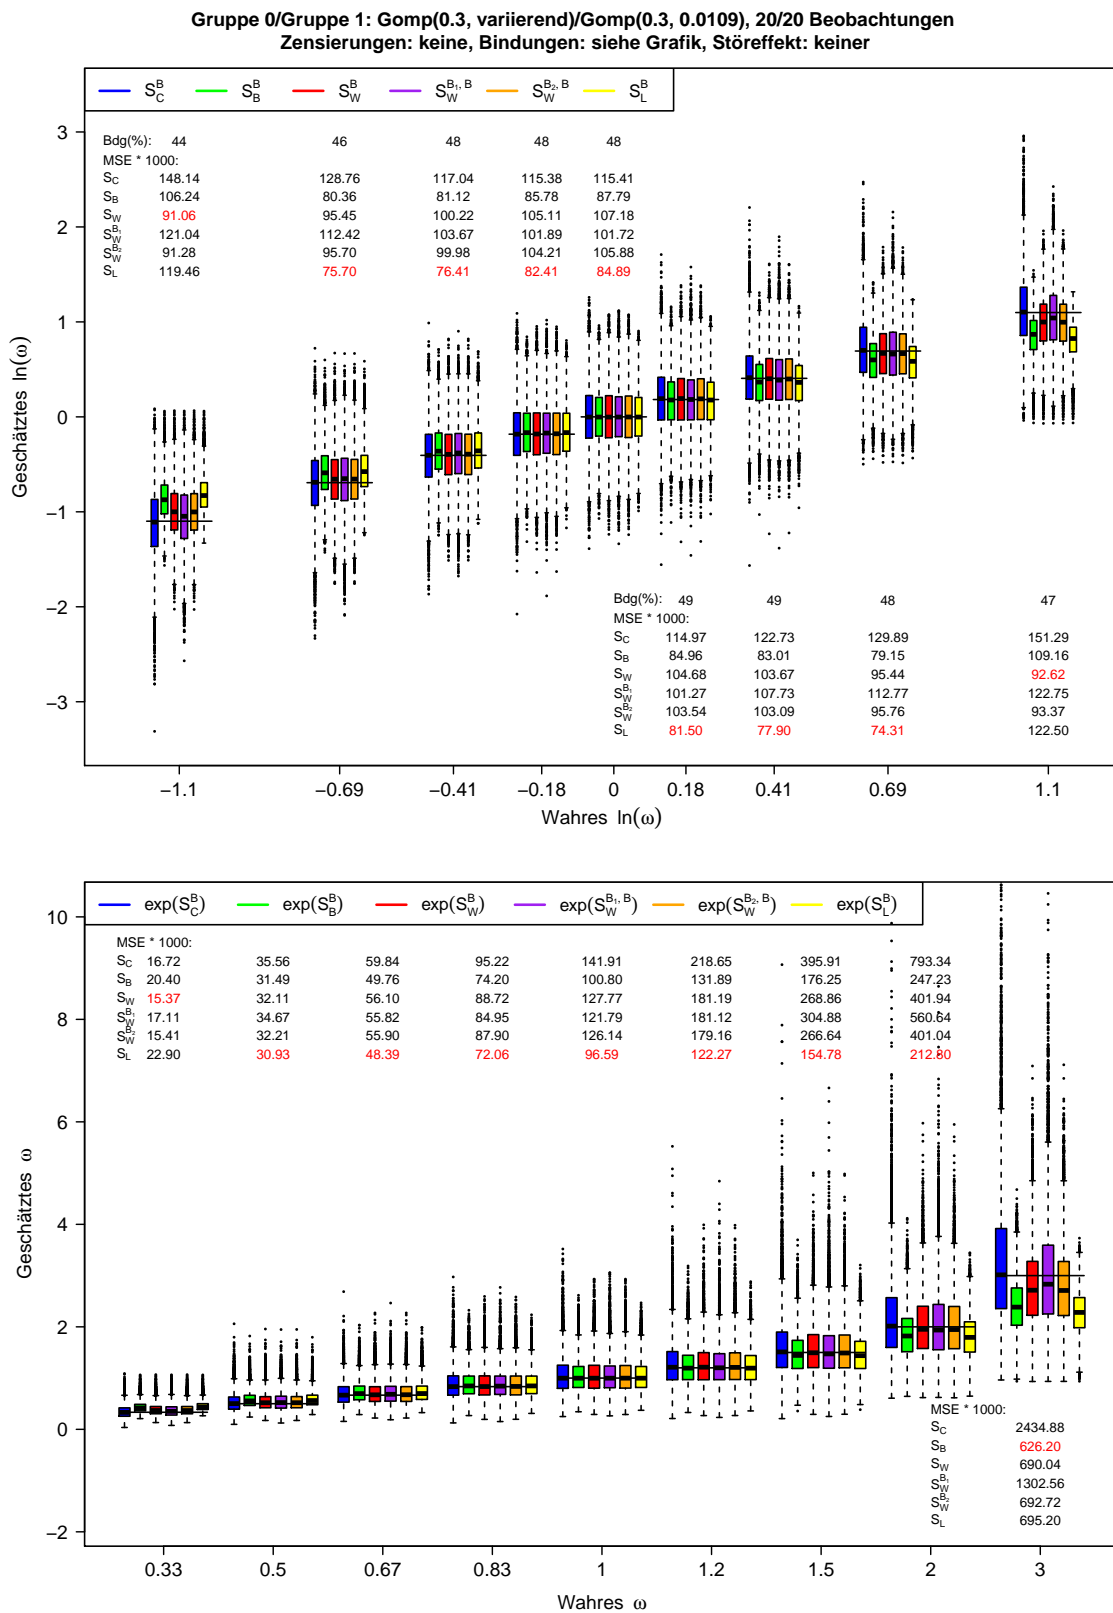 Gruppe 0/Gruppe 1: Gomp(0.3, variierend)/Gomp(0.3, 0.0109), 20/20 Beobachtungen
Zensierungen: keine, Bindungen: siehe Grafik, Störeffekt: keiner
S_C^B S_B^B S_W^B S_W^{B_1, B} S_W^{B_2, B} S_L^B
Bdg(%): 44 46 48 48 48
MSE * 1000:
S_C 148.14 128.76 117.04 115.38 115.41
S_B 106.24 80.36 81.12 85.78 87.79
S_W 91.06 95.45 100.22 105.11 107.18
S_W^{B_1} 121.04 112.42 103.67 101.89 101.72
S_W^{B_2} 91.28 95.70 99.98 104.21 105.88
S_L 119.46 75.70 76.41 82.41 84.89
3
2
1
0
−1
−2
−3
Geschätztes ln(ω)
Bdg(%): 49 49 48 47
MSE * 1000:
S_C 114.97 122.73 129.89 151.29
S_B 84.96 83.01 79.15 109.16
S_W 104.68 103.67 95.44 92.62
S_W^{B_1} 101.27 107.73 112.77 122.75
S_W^{B_2} 103.54 103.09 95.76 93.37
S_L 81.50 77.90 74.31 122.50
−1.1 −0.69 −0.41 −0.18 0 0.18 0.41 0.69 1.1
Wahres ln(ω)
exp(S_C^B) exp(S_B^B) exp(S_W^B) exp(S_W^{B_1, B}) exp(S_W^{B_2, B}) exp(S_L^B)
MSE * 1000:
S_C 16.72 35.56 59.84 95.22 141.91 218.65 395.91 793.34
S_B 20.40 31.49 49.76 74.20 100.80 131.89 176.25 247.23
S_W 15.37 32.11 56.10 88.72 127.77 181.19 268.86 401.94
S_W^{B_1} 17.11 34.67 55.82 84.95 121.79 181.12 304.88 560.64
S_W^{B_2} 15.41 32.21 55.90 87.90 126.14 179.16 266.64 401.04
S_L 22.90 30.93 48.39 72.06 96.59 122.27 154.78 212.80
10
8
6
4
2
0
−2
Geschätztes ω
MSE * 1000:
S_C 2434.88
S_B 626.20
S_W 690.04
S_W^{B_1} 1302.56
S_W^{B_2} 692.72
S_L 695.20
0.33 0.5 0.67 0.83 1 1.2 1.5 2 3
Wahres ω